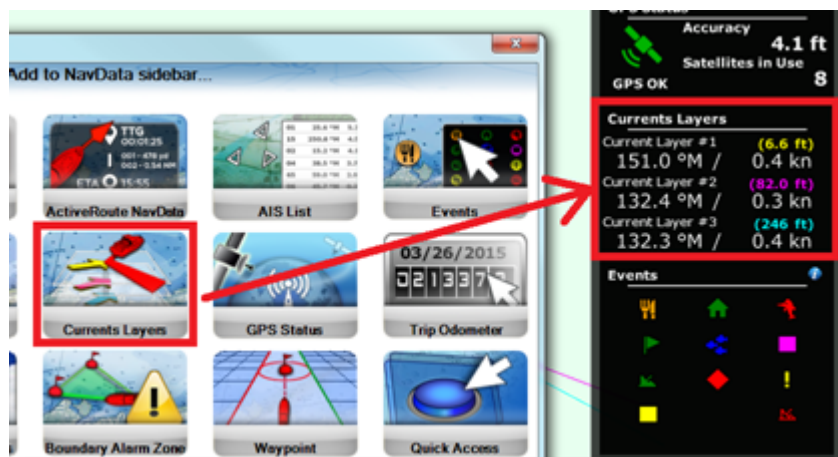 Add to NavData sidebar...
TTG
00:01:25
001 - 478 yd
002 - 0.54 NM
ETA 15:55
ActiveRoute NavData
AIS List
Events
Currents Layers
GPS Status
03/26/2015
Trip Odometer
Boundary Alarm Zone
Waypoint
Quick Access
Accuracy
4.1 ft
Satellites in Use
GPS OK
8
Currents Layers
Current Layer #1 (6.6 ft)
151.0 °M / 0.4 kn
Current Layer #2 (82.0 ft)
132.4 °M / 0.3 kn
Current Layer #3 (246 ft)
132.3 °M / 0.4 kn
Events